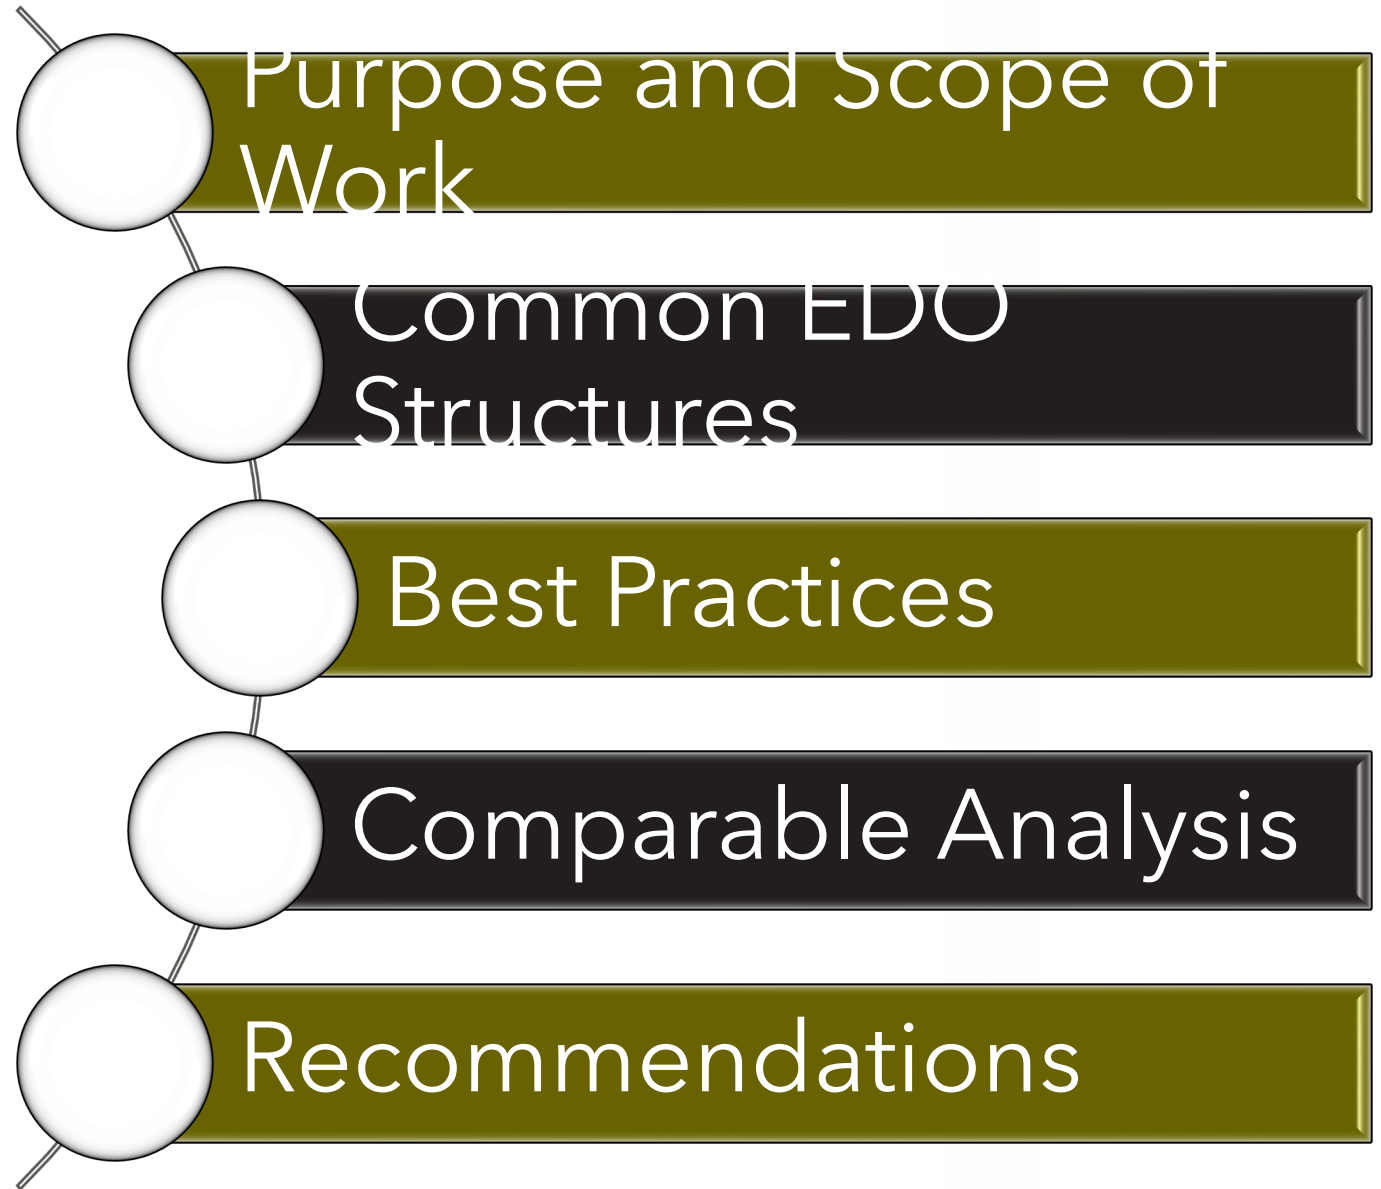 Purpose and Scope of
Work
Common EDO
Structures
Best Practices
Comparable Analysis
Recommendations